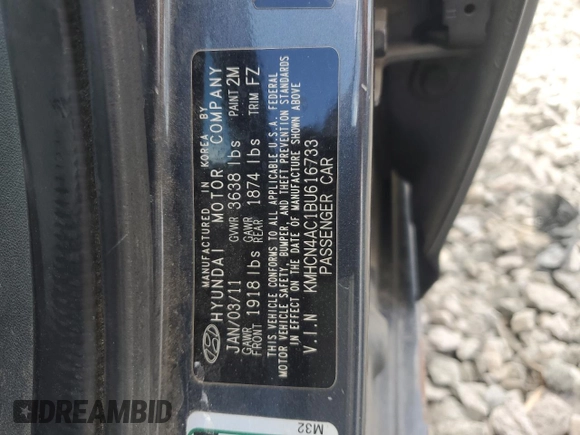 MANUFACTURED IN KOREA BY
HYUNDAI MOTOR COMPANY
JAN/03/11 GVWR 3638 lbs PAINT 2M
GAWR FRONT 1918 lbs GAWR REAR 1874 lbs TRIM FZ
THIS VEHICLE CONFORMS TO ALL APPLICABLE U.S.A. FEDERAL
MOTOR VEHICLE SAFETY, BUMPER, AND THEFT PREVENTION STANDARDS
IN EFFECT ON THE DATE OF MANUFACTURE SHOWN ABOVE
V.I.N KMHCN4AC1BU616733
PASSENGER CAR
M32
DREAMBID